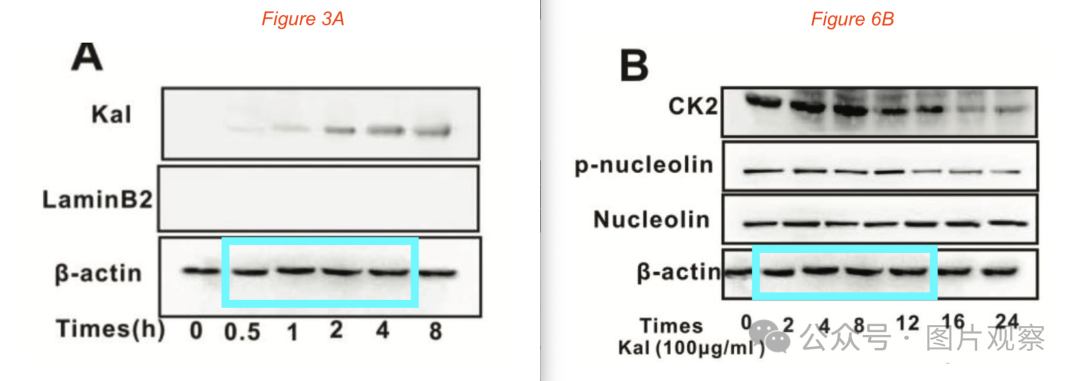 Figure 3A
A
Kal
LaminB2
β-actin
Times(h) 0 0.5 1 2 4 8
Figure 6B
B
CK2
p-nucleolin
Nucleolin
β-actin
Times 0 2 4 8 12 16 24
Kal (100μg/ml)
公众号 · 图片观察